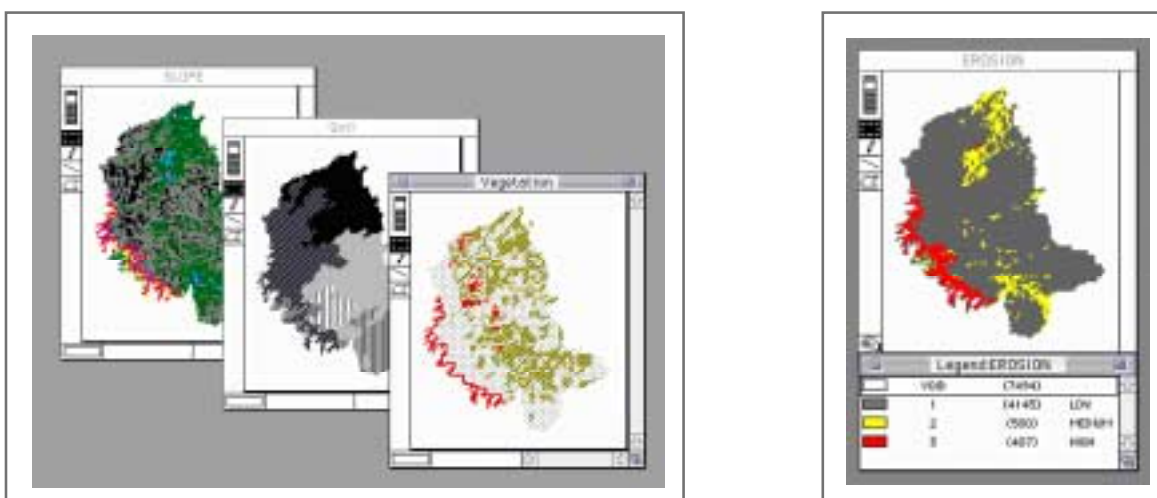 SLOPE
Soil
Vegetation
EROSION
Legend:EROSION
VOID
1 LOW
2 MEDIUM
3 HIGH